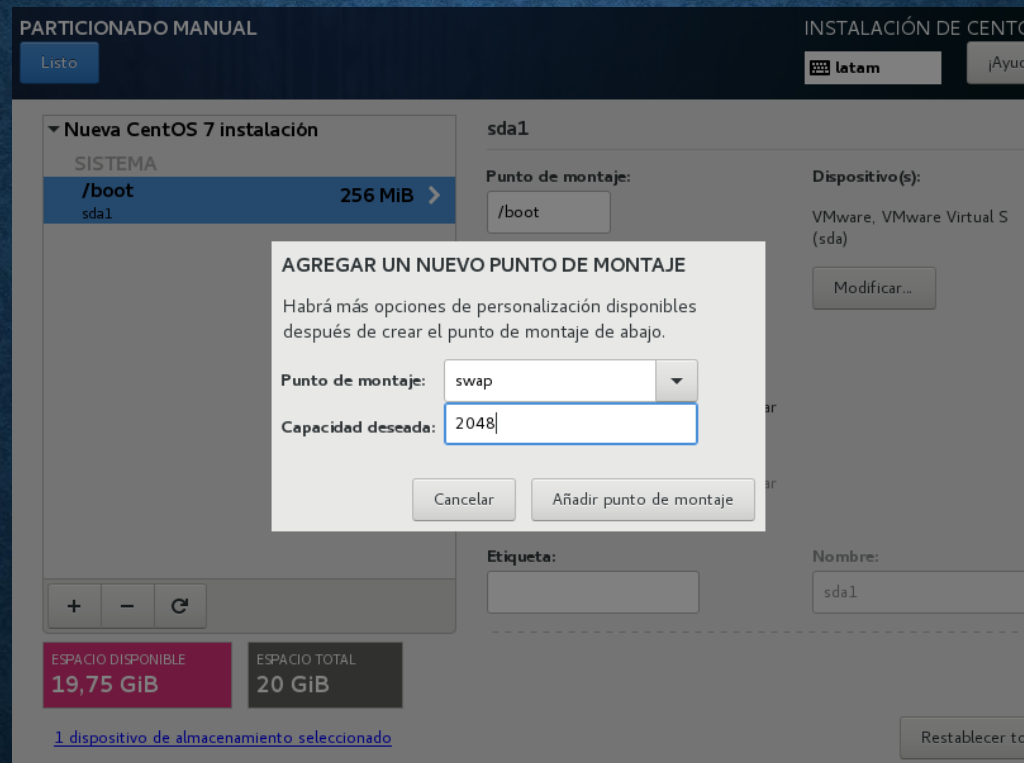 PARTICIONADO MANUAL
INSTALACIÓN DE CENTO
Listo
latam
¡Ayuc
Nueva CentOS 7 instalación
SISTEMA
/boot
256 MiB
sda1
sda1
Punto de montaje:
/boot
Dispositivo(s):
VMware, VMware Virtual S
(sda)
Modificar...
AGREGAR UN NUEVO PUNTO DE MONTAJE
Habrá más opciones de personalización disponibles
después de crear el punto de montaje de abajo.
Punto de montaje: swap
Capacidad deseada: 2048
Cancelar
Añadir punto de montaje
ar
ar
Etiqueta:
Nombre:
sda1
ESPACIO DISPONIBLE
19,75 GiB
ESPACIO TOTAL
20 GiB
1 dispositivo de almacenamiento seleccionado
Restablecer to